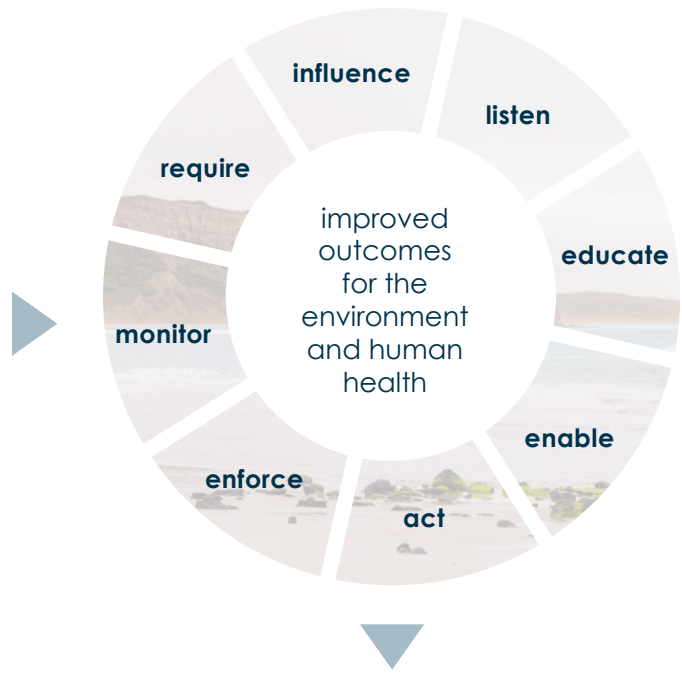 influence
listen
require
improved
outcomes
for the
environment
and human
health
educate
monitor
enable
enforce
act